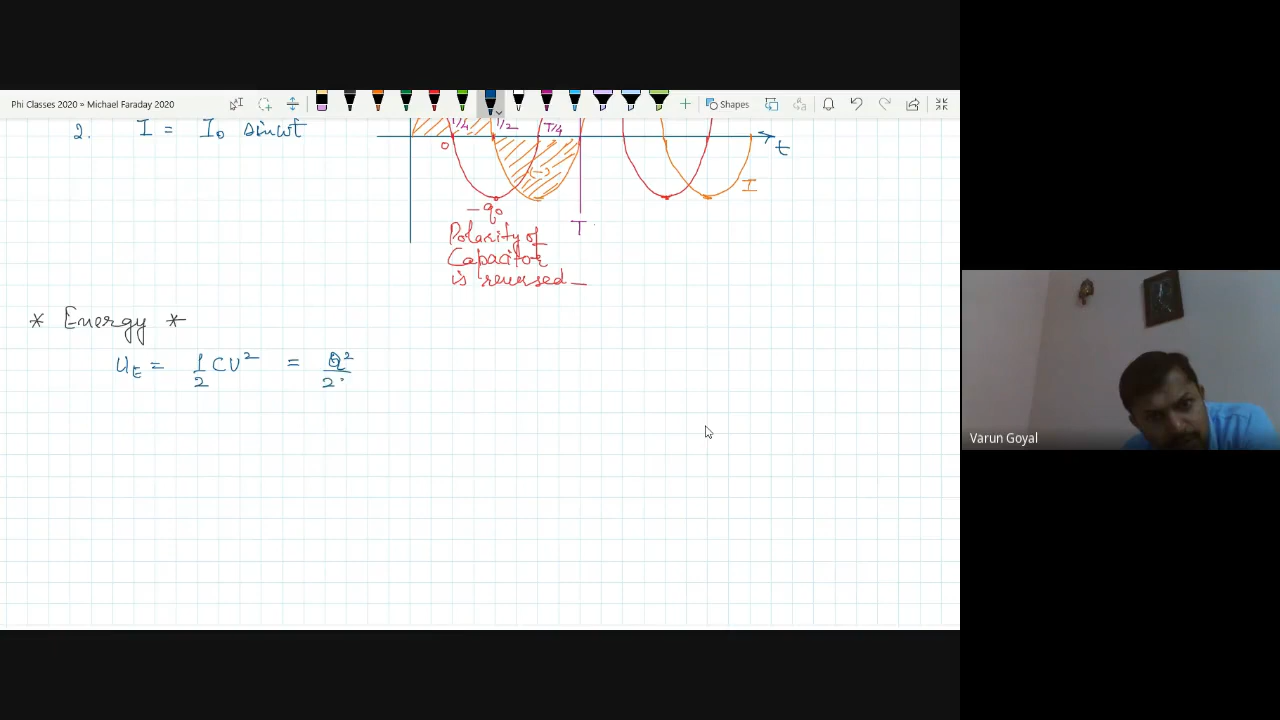 Phi Classes 2020 » Michael Faraday 2020
Shapes
2. I = I₀ sinωt
T/4 T/2 T/4
0
t
(-)
I
-q₀
T
Polarity of
Capacitor
is reversed
* Energy *
U_E = 1/2 CV² = Q²/2
Varun Goyal